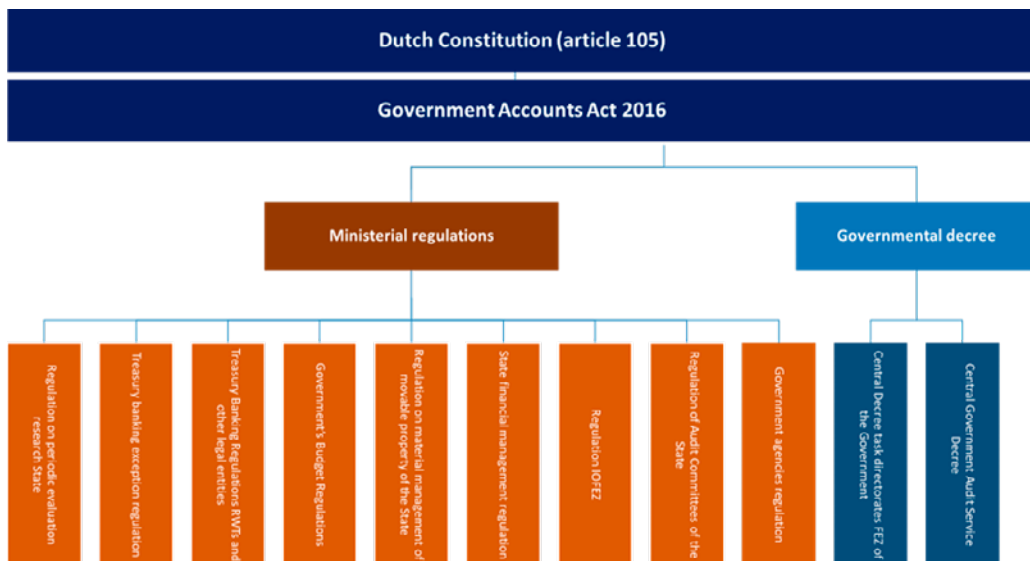 Dutch Constitution (article 105)
Government Accounts Act 2016
Ministerial regulations
Governmental decree
Regulation on periodic evaluation
research State
Treasury banking exception regulation
Treasury Banking Regulations RWTs and
other legal entities
Government's Budget Regulations
Regulation on material management of
movable property of the State
State financial management regulation
Regulation IOFEZ
Regulation of Audit Committees of the
State
Government agencies regulation
Central Decree task directorates FEZ of
the Government
Central Government Audit Service
Decree